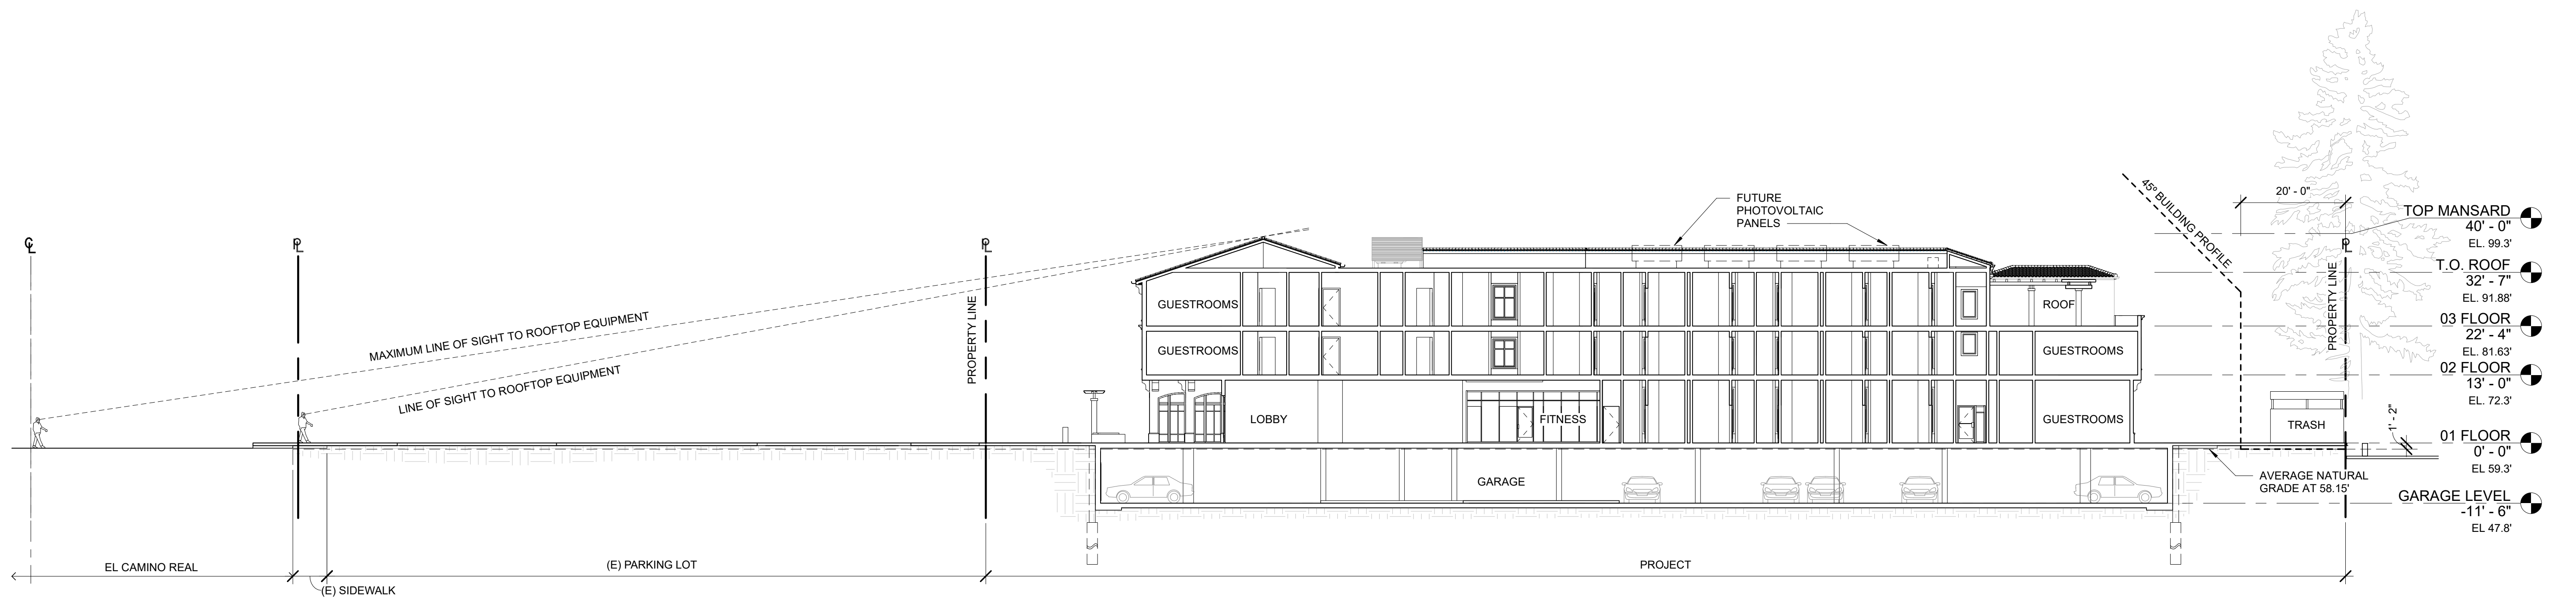 CL
PL
PL
PROPERTY LINE
MAXIMUM LINE OF SIGHT TO ROOFTOP EQUIPMENT
LINE OF SIGHT TO ROOFTOP EQUIPMENT
FUTURE
PHOTOVOLTAIC
PANELS
45º BUILDING PROFILE
20' - 0"
PL
PROPERTY LINE
TOP MANSARD
40' - 0"
EL. 99.3'
T.O. ROOF
32' - 7"
EL. 91.88'
03 FLOOR
22' - 4"
EL. 81.63'
02 FLOOR
13' - 0"
EL. 72.3'
01 FLOOR
0' - 0"
EL 59.3'
GARAGE LEVEL
-11' - 6"
EL 47.8'
1' - 2"
GUESTROOMS
ROOF
GUESTROOMS
GUESTROOMS
LOBBY
FITNESS
GUESTROOMS
TRASH
GARAGE
AVERAGE NATURAL
GRADE AT 58.15'
EL CAMINO REAL
(E) SIDEWALK
(E) PARKING LOT
PROJECT